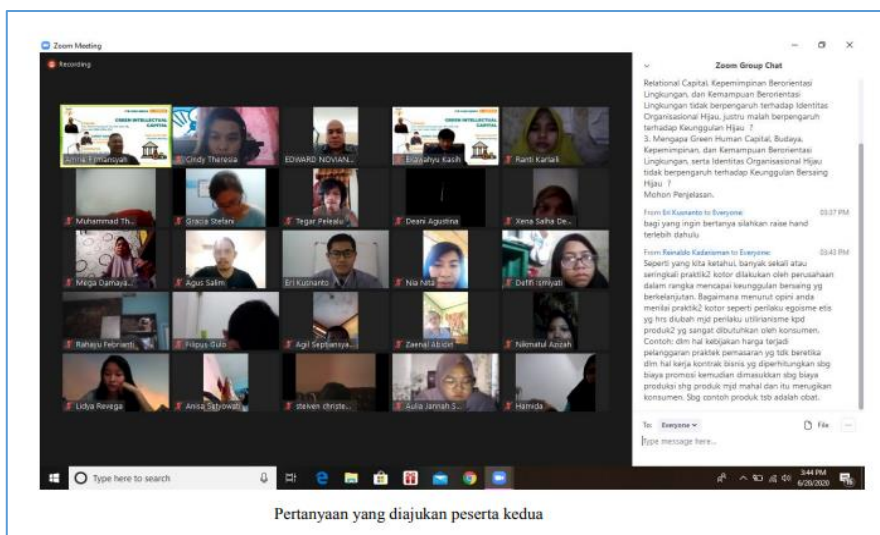 Zoom Meeting
Recording
GREEN INTELLECTUAL
CAPITAL
Cindy Theresia
EDWARD NOVIAN...
GREEN INTELLECTUAL
CAPITAL
Ranti Kartaili
Muhammad Th...
Gracia Stefani
Tegar Pelealu
Deani Agustina
Xena Salha De...
Mega Damaya...
Agus Salim
Eri Kusnanto
Nia Nita
Deffi Ismiyati
Rahayu Febrianti
Filipus Gulo
Agil Septiansya...
Zaenal Abidin
Nikmatul Azizah
Lidya Revega
Anisa Setyowati
steiven christe...
Aulia Jannah S...
Hamida
Zoom Group Chat
Relational Capital, Kepemimpinan Berorientasi
Lingkungan, dan Kemampuan Berorientasi
Lingkungan tidak berpengaruh terhadap Identitas
Organisasional Hijau, justru malah berpengaruh
terhadap Keunggulan Hijau ?
3. Mengapa Green Human Capital, Budaya,
Kepemimpinan, dan Kemampuan Berorientasi
Lingkungan, serta Identitas Organisasional Hijau
tidak berpengaruh terhadap Keunggulan Bersaing
Hijau ?
Mohon Penjelasan.
From Eri Kusnanto to Everyone: 03:37 PM
bagi yang ingin bertanya silahkan raise hand
terlebih dahulu
From Reinaldo Kadarisman to Everyone: 03:43 PM
Seperti yang kita ketahui, banyak sekali atau
seringkali praktik2 kotor dilakukan oleh perusahaan
dalam rangka mencapai keunggulan bersaing yg
berkelanjutan. Bagaimana menurut opini anda
menilai praktik2 kotor seperti perilaku egoisme etis
yg hrs diubah mjd perilaku utilirianisme kpd
produk2 yg sangat dibutuhkan oleh konsumen.
Contoh: dlm hal kebijakan harga terjadi
pelanggaran praktek pemasaran yg tdk beretika
dlm hal kerja kontrak bisnis yg diperhitungkan sbg
biaya promosi kemudian dimasukkan sbg biaya
produksi shg produk mjd mahal dan itu merugikan
konsumen. Sbg contoh produk tsb adalah obat.
To: Everyone
File
Type message here...
Type here to search
3:44 PM
6/20/2020
Pertanyaan yang diajukan peserta kedua